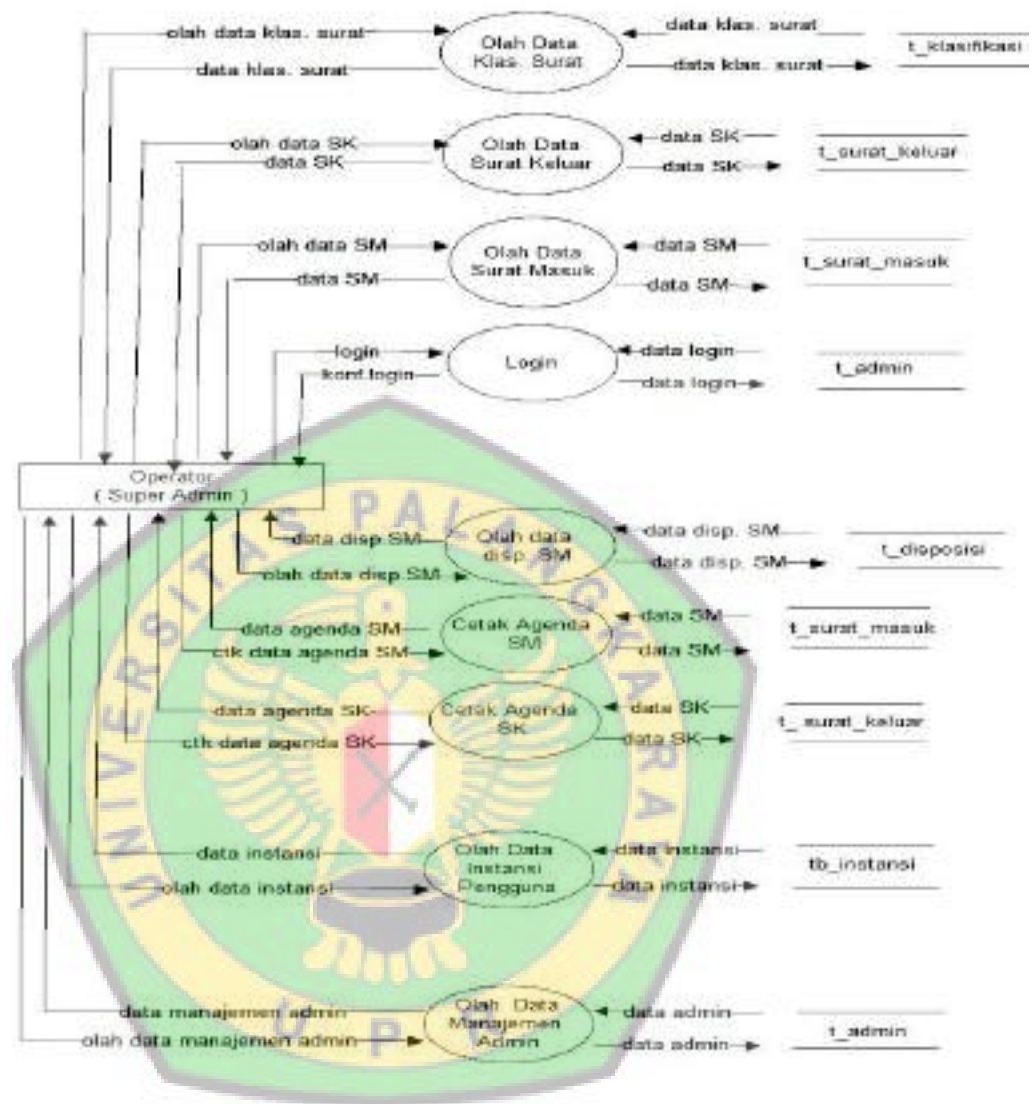 olah data klas. surat
data klas. surat
Olah Data
Klas. Surat
data klas. surat
data klas. surat
t_klasifikasi
olah data SK
data SK
Olah Data
Surat Keluar
data SK
data SK
t_surat_keluar
olah data SM
data SM
Olah Data
Surat Masuk
data SM
data SM
t_surat_masuk
login
konf.login
Login
data login
data login
t_admin
Operator
( Super Admin )
data disp.SM
olah data disp.SM
Olah data
disp. SM
data disp. SM
data disp. SM
t_disposisi
data agenda SM
ctk data agenda SM
Cetak Agenda
SM
data SM
data SM
t_surat_masuk
data agenda SK
ctk data agenda SK
Cetak Agenda
SK
data SK
data SK
t_surat_keluar
data instansi
olah data instansi
Olah Data
Instansi
Pengguna
data instansi
data instansi
tb_instansi
data manajemen admin
olah data manajemen admin
Olah Data
Manajemen
Admin
data admin
data admin
t_admin
UNIVERSITAS PALANGKARAYA